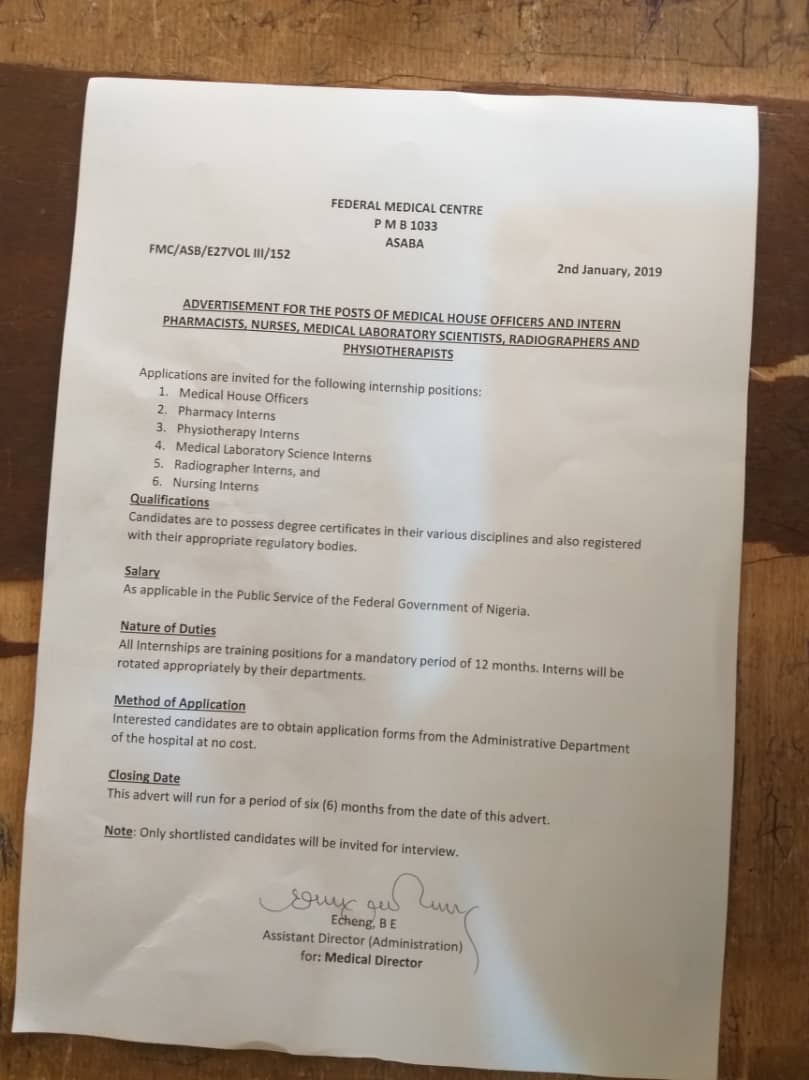 FEDERAL MEDICAL CENTRE
P M B 1033
ASABA
FMC/ASB/E27VOL III/152
2nd January, 2019
ADVERTISEMENT FOR THE POSTS OF MEDICAL HOUSE OFFICERS AND INTERN
PHARMACISTS, NURSES, MEDICAL LABORATORY SCIENTISTS, RADIOGRAPHERS AND
PHYSIOTHERAPISTS
Applications are invited for the following internship positions:
1. Medical House Officers
2. Pharmacy Interns
3. Physiotherapy Interns
4. Medical Laboratory Science Interns
5. Radiographer Interns, and
6. Nursing Interns
Qualifications
Candidates are to possess degree certificates in their various disciplines and also registered
with their appropriate regulatory bodies.
Salary
As applicable in the Public Service of the Federal Government of Nigeria.
Nature of Duties
All Internships are training positions for a mandatory period of 12 months. Interns will be
rotated appropriately by their departments.
Method of Application
Interested candidates are to obtain application forms from the Administrative Department
of the hospital at no cost.
Closing Date
This advert will run for a period of six (6) months from the date of this advert.
Note: Only shortlisted candidates will be invited for interview.
Echeng, B E
Assistant Director (Administration)
for: Medical Director